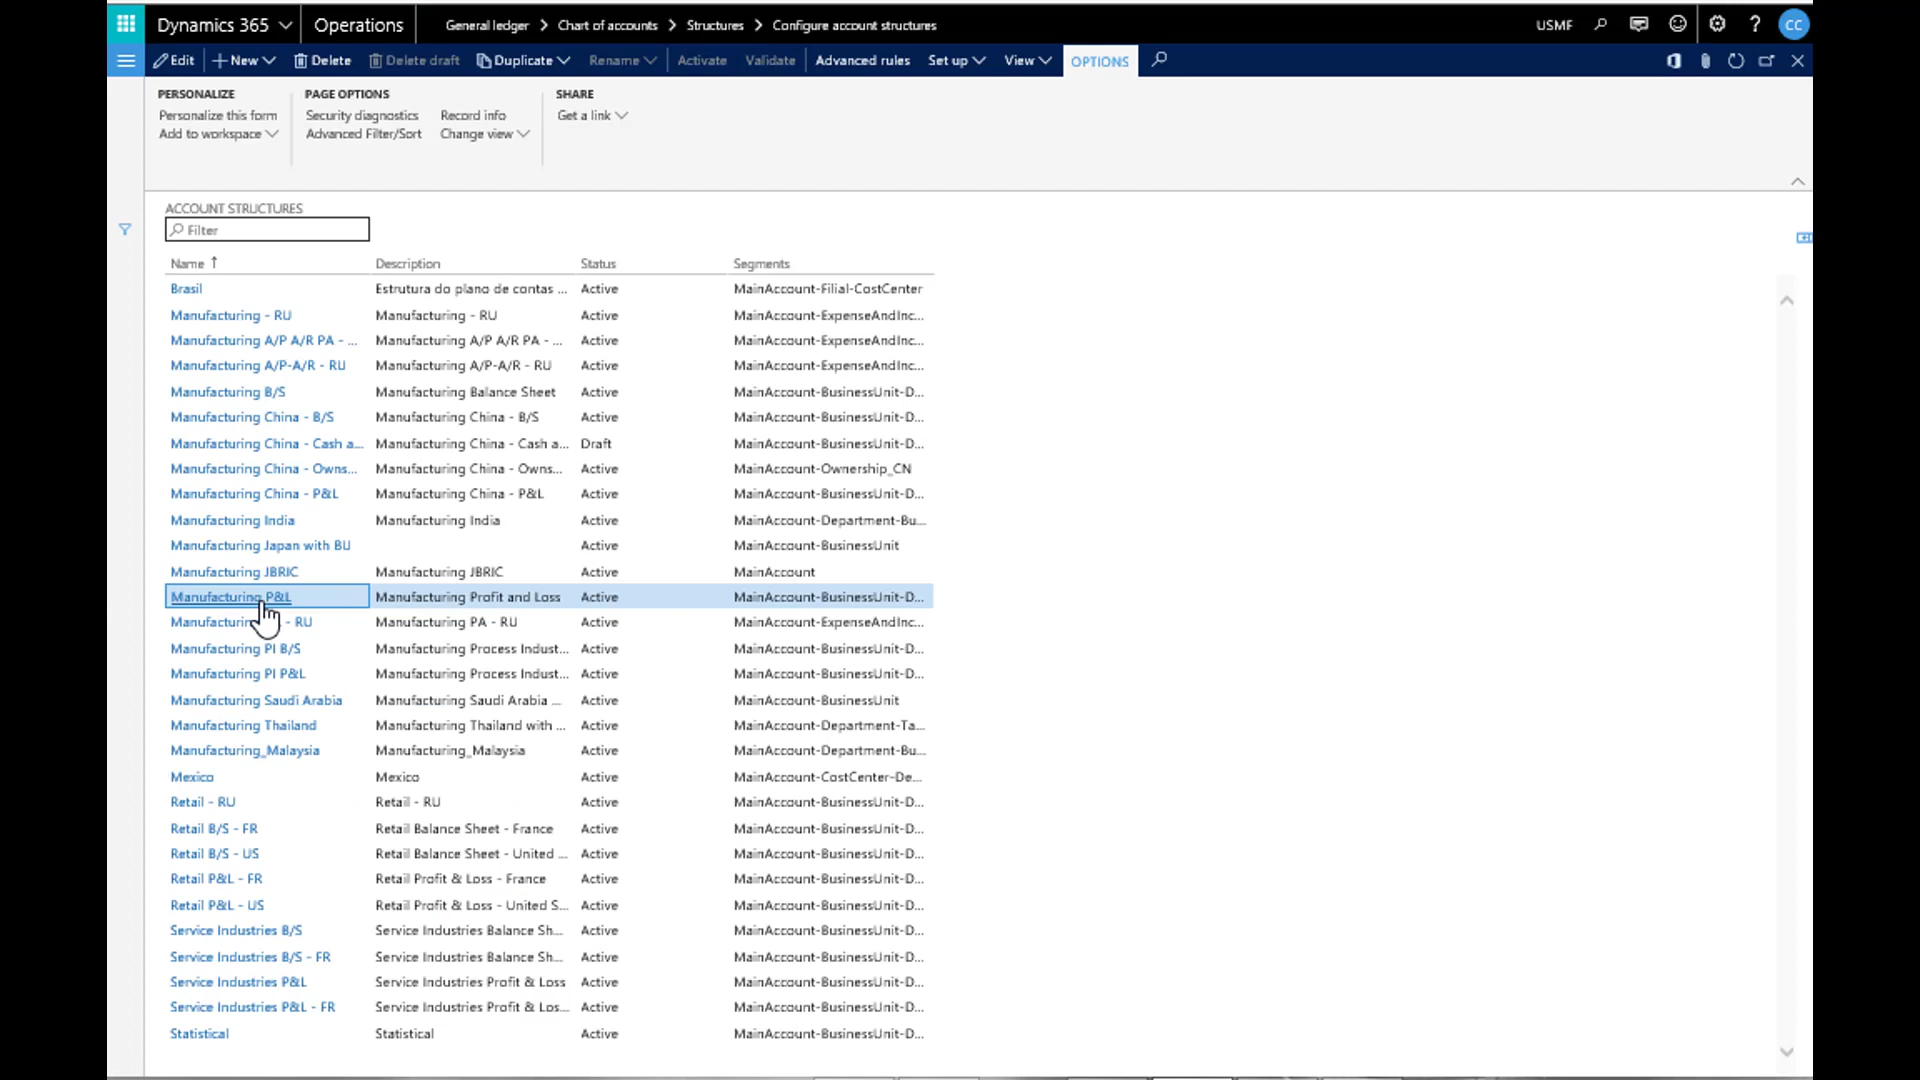 Dynamics 365 Operations General ledger > Chart of accounts > Structures > Configure account structures USMF ? CC
Edit + New Delete Delete draft Duplicate Rename Activate Validate Advanced rules Set up View OPTIONS
PERSONALIZE PAGE OPTIONS SHARE
Personalize this form Security diagnostics Record info Get a link
Add to workspace Advanced Filter/Sort Change view
ACCOUNT STRUCTURES
Filter
Name ↑ Description Status Segments
Brasil Estrutura do plano de contas ... Active MainAccount-Filial-CostCenter
Manufacturing - RU Manufacturing - RU Active MainAccount-ExpenseAndInc...
Manufacturing A/P A/R PA - ... Manufacturing A/P A/R PA - ... Active MainAccount-ExpenseAndInc...
Manufacturing A/P-A/R - RU Manufacturing A/P-A/R - RU Active MainAccount-ExpenseAndInc...
Manufacturing B/S Manufacturing Balance Sheet Active MainAccount-BusinessUnit-D...
Manufacturing China - B/S Manufacturing China - B/S Active MainAccount-BusinessUnit-D...
Manufacturing China - Cash a... Manufacturing China - Cash a... Draft MainAccount-BusinessUnit-D...
Manufacturing China - Owns... Manufacturing China - Owns... Active MainAccount-Ownership_CN
Manufacturing China - P&L Manufacturing China - P&L Active MainAccount-BusinessUnit-D...
Manufacturing India Manufacturing India Active MainAccount-Department-Bu...
Manufacturing Japan with BU Active MainAccount-BusinessUnit
Manufacturing JBRIC Manufacturing JBRIC Active MainAccount
Manufacturing P&L Manufacturing Profit and Loss Active MainAccount-BusinessUnit-D...
Manufacturing - RU Manufacturing PA - RU Active MainAccount-ExpenseAndInc...
Manufacturing PI B/S Manufacturing Process Indust... Active MainAccount-BusinessUnit-D...
Manufacturing PI P&L Manufacturing Process Indust... Active MainAccount-BusinessUnit-D...
Manufacturing Saudi Arabia Manufacturing Saudi Arabia ... Active MainAccount-BusinessUnit
Manufacturing Thailand Manufacturing Thailand with ... Active MainAccount-Department-Ta...
Manufacturing_Malaysia Manufacturing_Malaysia Active MainAccount-Department-Bu...
Mexico Mexico Active MainAccount-CostCenter-De...
Retail - RU Retail - RU Active MainAccount-BusinessUnit-D...
Retail B/S - FR Retail Balance Sheet - France Active MainAccount-BusinessUnit-D...
Retail B/S - US Retail Balance Sheet - United ... Active MainAccount-BusinessUnit-D...
Retail P&L - FR Retail Profit & Loss - France Active MainAccount-BusinessUnit-D...
Retail P&L - US Retail Profit & Loss - United S... Active MainAccount-BusinessUnit-D...
Service Industries B/S Service Industries Balance Sh... Active MainAccount-BusinessUnit-D...
Service Industries B/S - FR Service Industries Balance Sh... Active MainAccount-BusinessUnit-D...
Service Industries P&L Service Industries Profit & Loss Active MainAccount-BusinessUnit-D...
Service Industries P&L - FR Service Industries Profit & Los... Active MainAccount-BusinessUnit-D...
Statistical Statistical Active MainAccount-BusinessUnit-D...